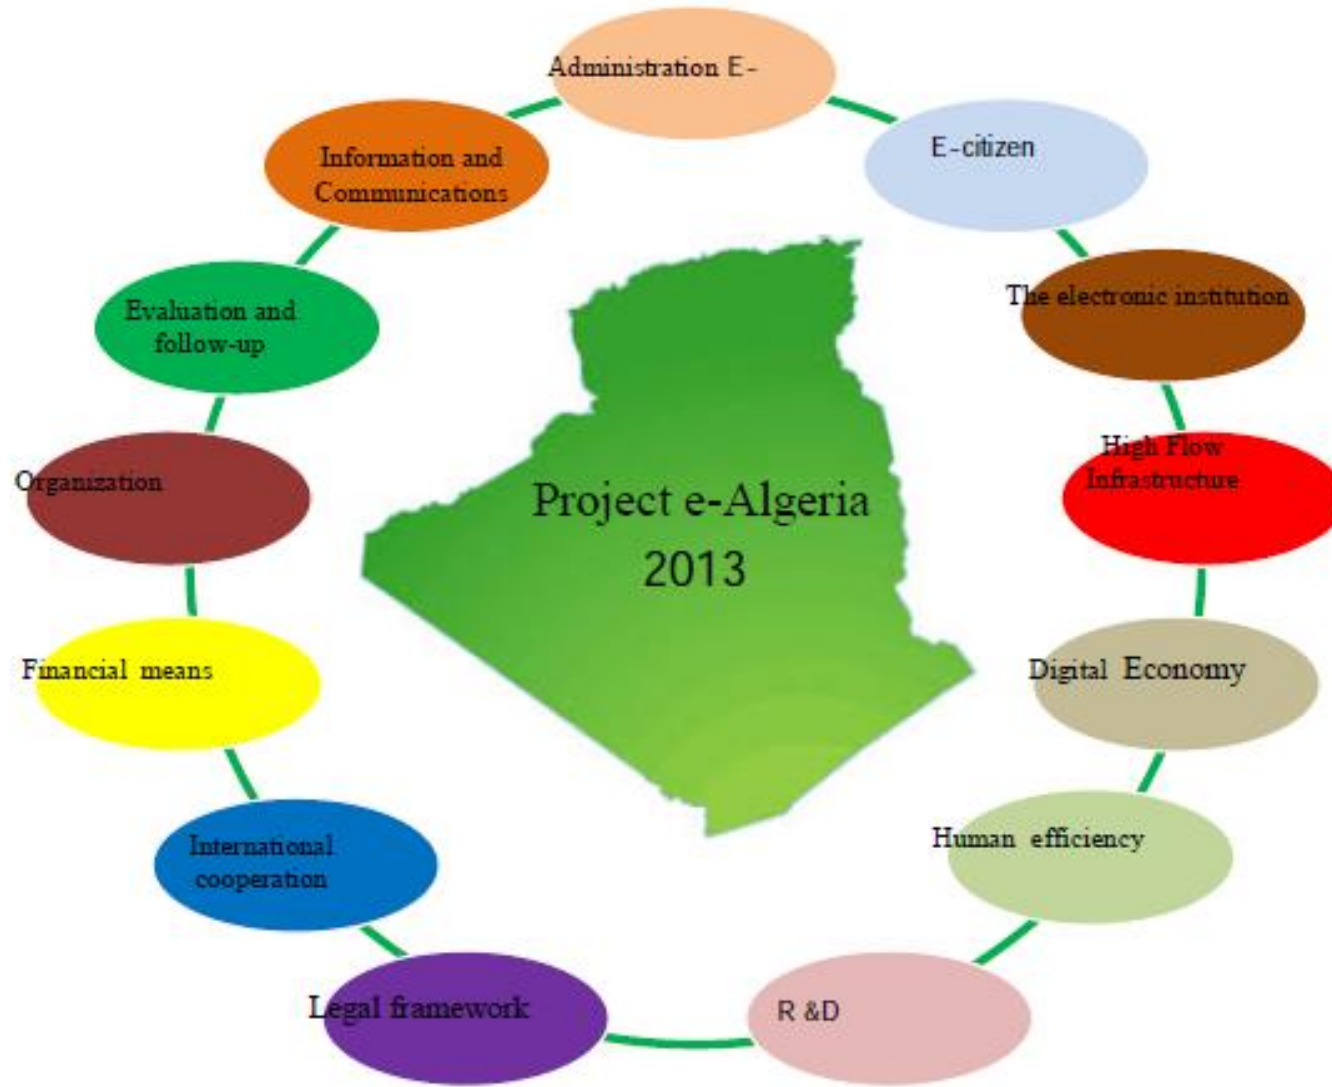 Administration E-
E-citizen
The electronic institution
High Flow
Infrastructure
Digital Economy
Human efficiency
R &D
Legal framework
International
cooperation
Financial means
Organization
Evaluation and
follow-up
Information and
Communications
Project e-Algeria
2013